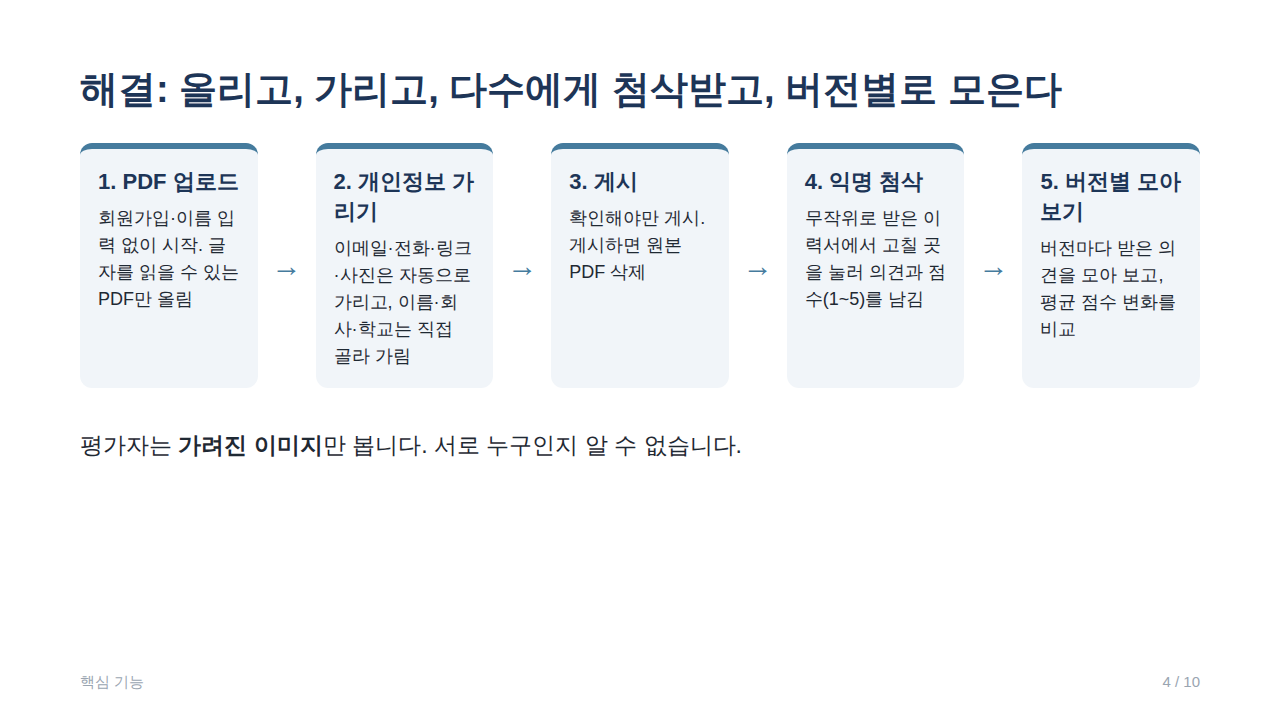 해결: 올리고, 가리고, 다수에게 첨삭받고, 버전별로 모은다
1. PDF 업로드
회원가입·이름 입
력 없이 시작. 글
자를 읽을 수 있는
PDF만 올림
→
2. 개인정보 가
리기
이메일·전화·링크
·사진은 자동으로
가리고, 이름·회
사·학교는 직접
골라 가림
→
3. 게시
확인해야만 게시.
게시하면 원본
PDF 삭제
→
4. 익명 첨삭
무작위로 받은 이
력서에서 고칠 곳
을 눌러 의견과 점
수(1~5)를 남김
→
5. 버전별 모아
보기
버전마다 받은 의
견을 모아 보고,
평균 점수 변화를
비교
평가자는 가려진 이미지만 봅니다. 서로 누구인지 알 수 없습니다.
핵심 기능
4 / 10